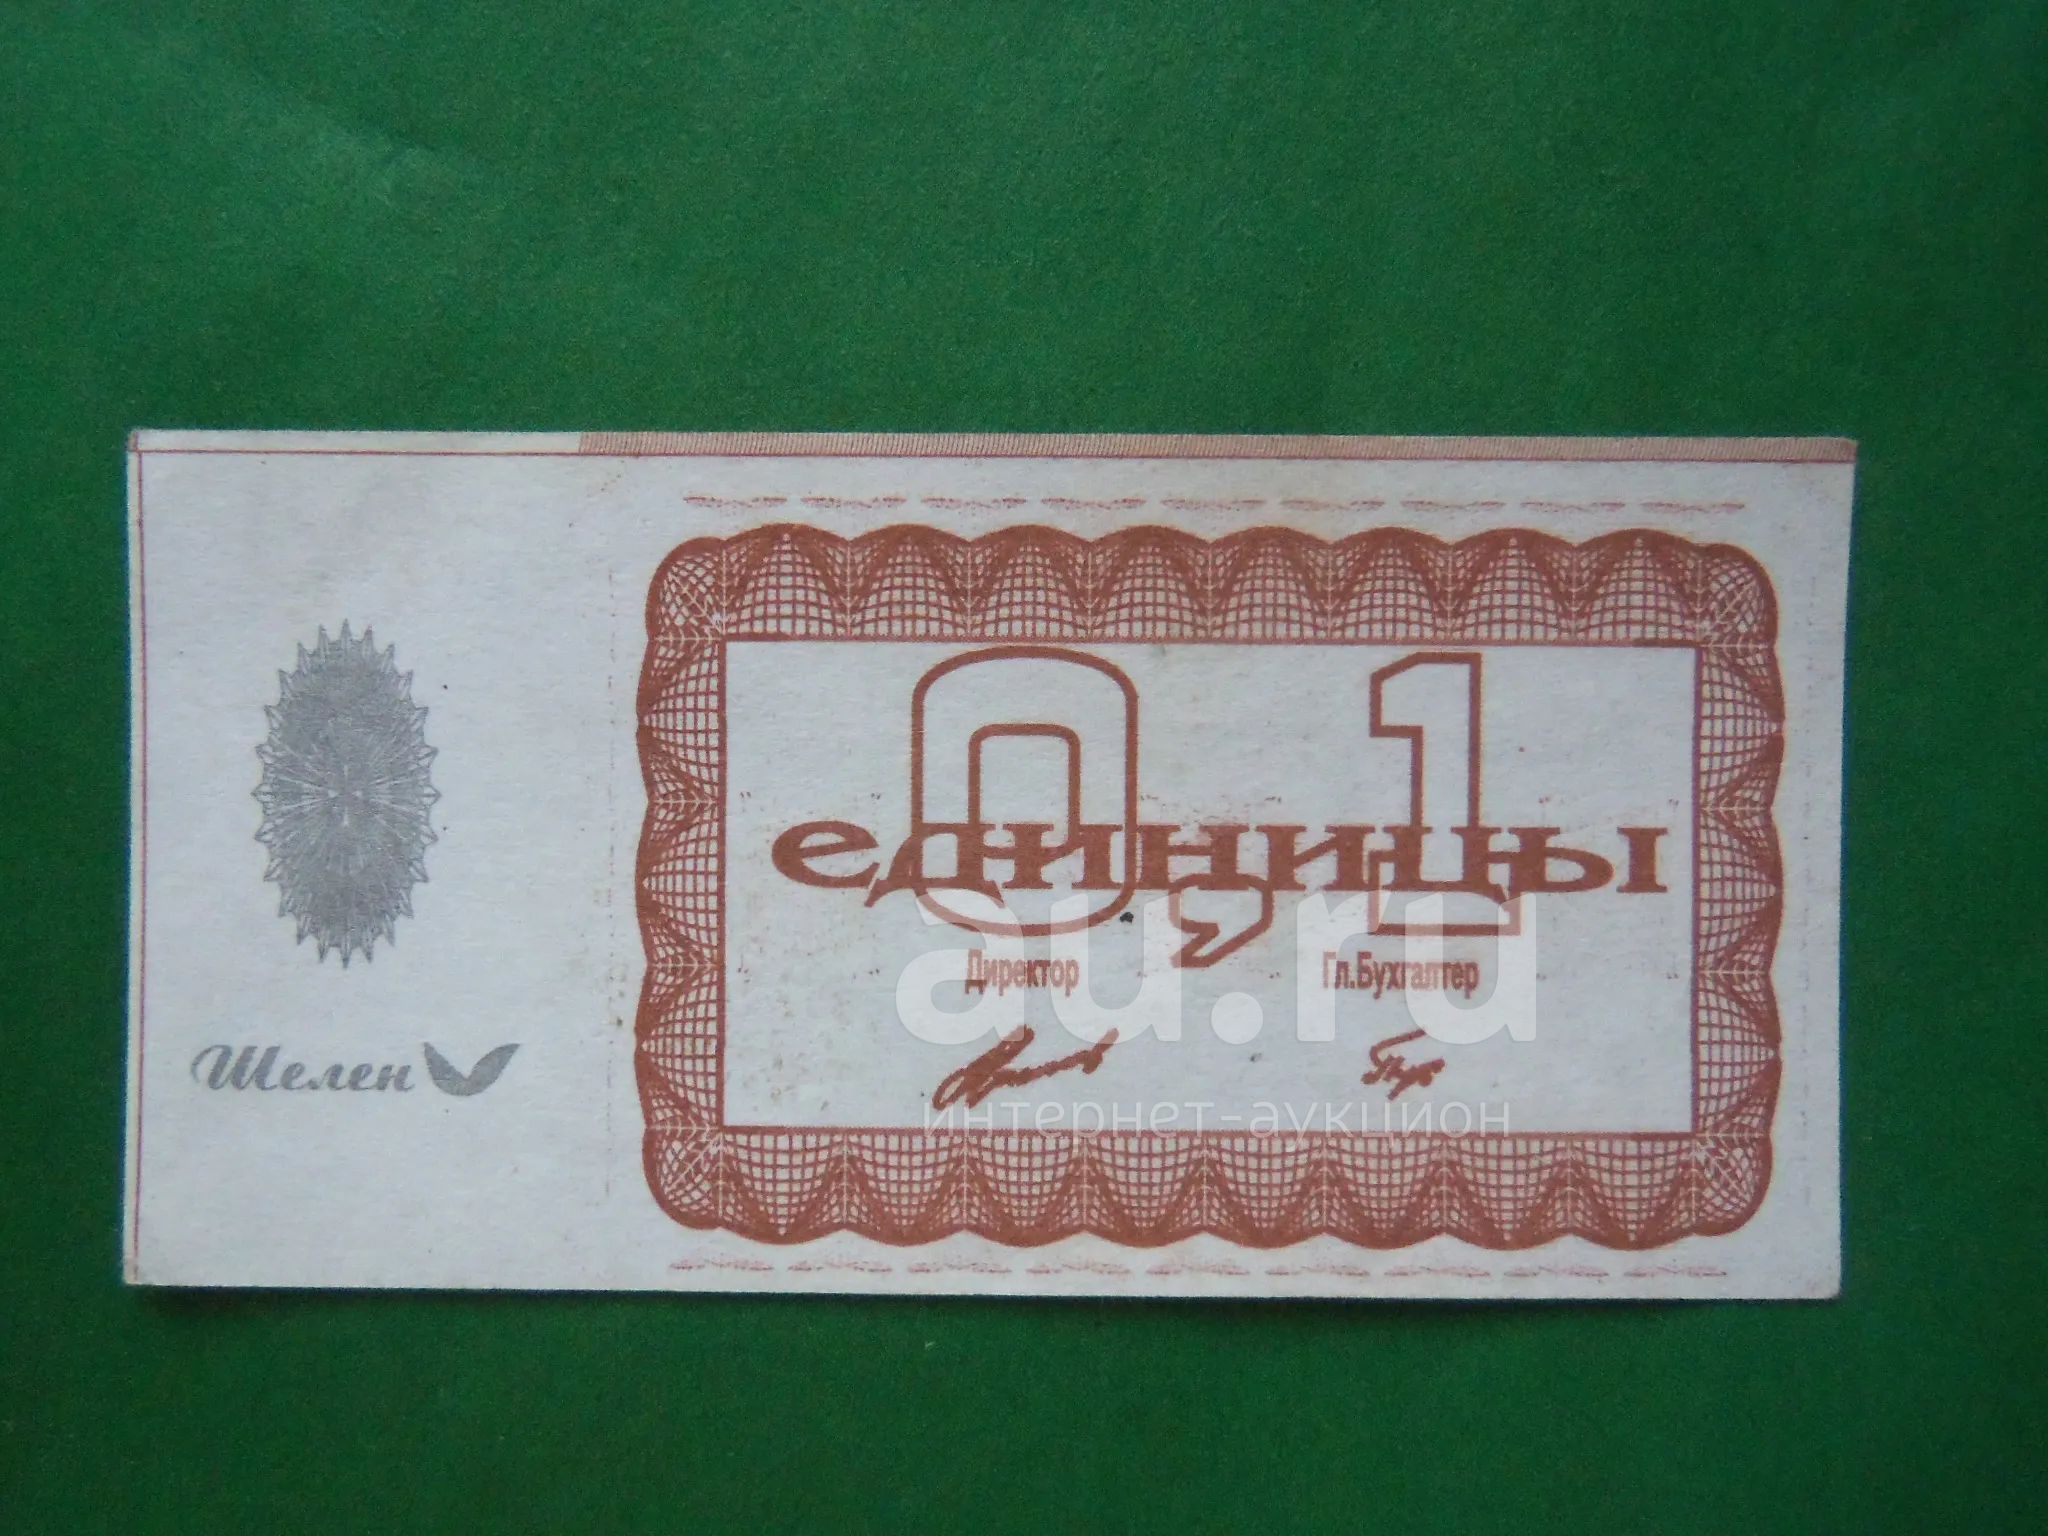 0,1
единицы
Директор Гл.Бухгалтер
Шелен
au.ru
интернет-аукцион